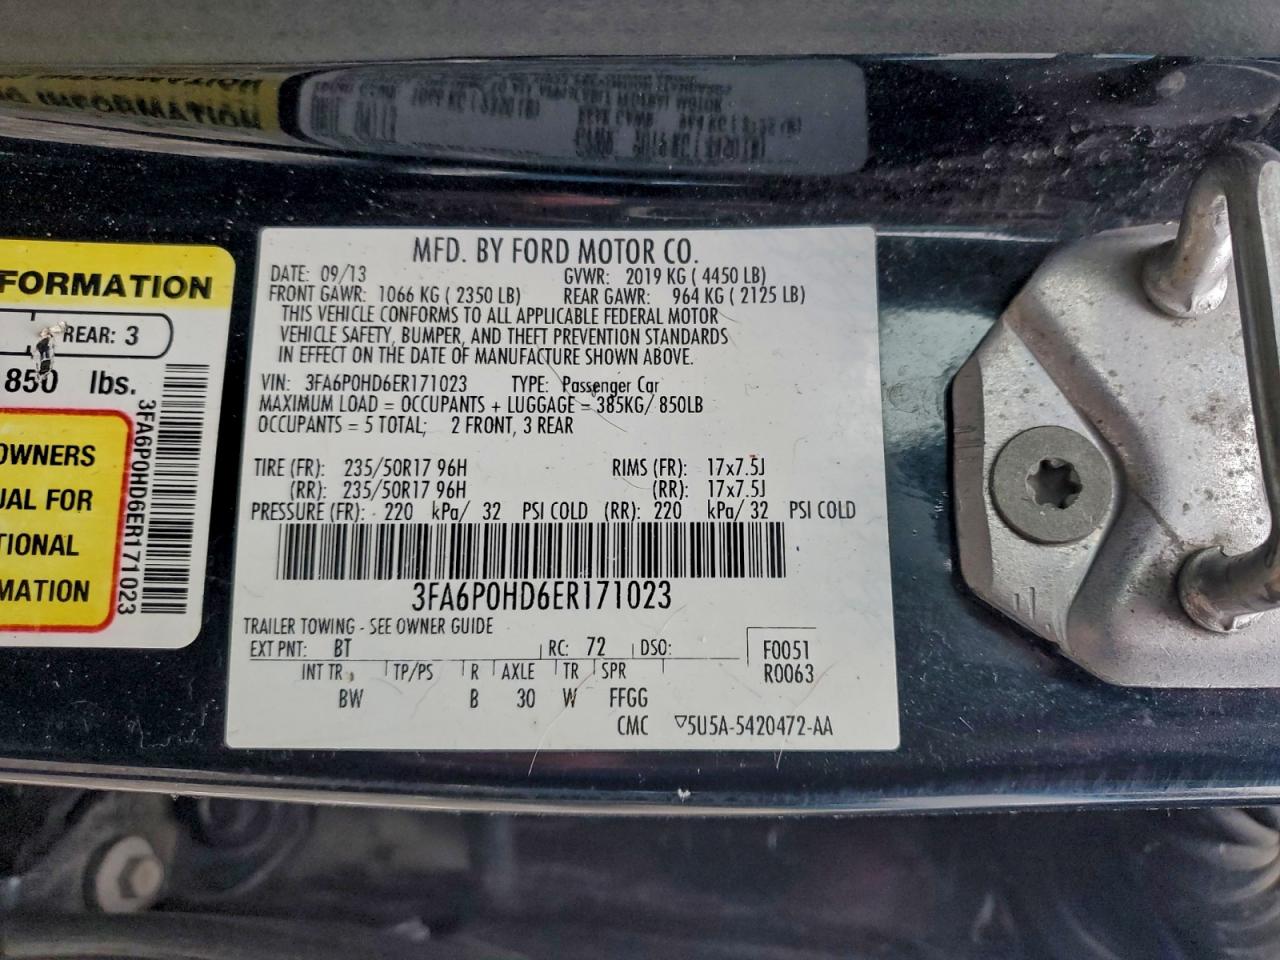 FORMATION
REAR: 3
850 lbs.
OWNERS
UAL FOR
TIONAL
MATION
3FA6P0HD6ER171023
MFD. BY FORD MOTOR CO.
DATE: 09/13 GVWR: 2019 KG ( 4450 LB)
FRONT GAWR: 1066 KG ( 2350 LB) REAR GAWR: 964 KG ( 2125 LB)
THIS VEHICLE CONFORMS TO ALL APPLICABLE FEDERAL MOTOR
VEHICLE SAFETY, BUMPER, AND THEFT PREVENTION STANDARDS
IN EFFECT ON THE DATE OF MANUFACTURE SHOWN ABOVE.
VIN: 3FA6P0HD6ER171023 TYPE: Passenger Car
MAXIMUM LOAD = OCCUPANTS + LUGGAGE = 385KG/ 850LB
OCCUPANTS = 5 TOTAL; 2 FRONT, 3 REAR
TIRE (FR): 235/50R17 96H RIMS (FR): 17x7.5J
(RR): 235/50R17 96H (RR): 17x7.5J
PRESSURE (FR): 220 kPa/ 32 PSI COLD (RR): 220 kPa/ 32 PSI COLD
3FA6P0HD6ER171023
TRAILER TOWING - SEE OWNER GUIDE
EXT PNT: BT RC: 72 DSO: F0051
INT TR TP/PS R AXLE TR SPR R0063
BW B 30 W FFGG
CMC ▽5U5A-5420472-AA